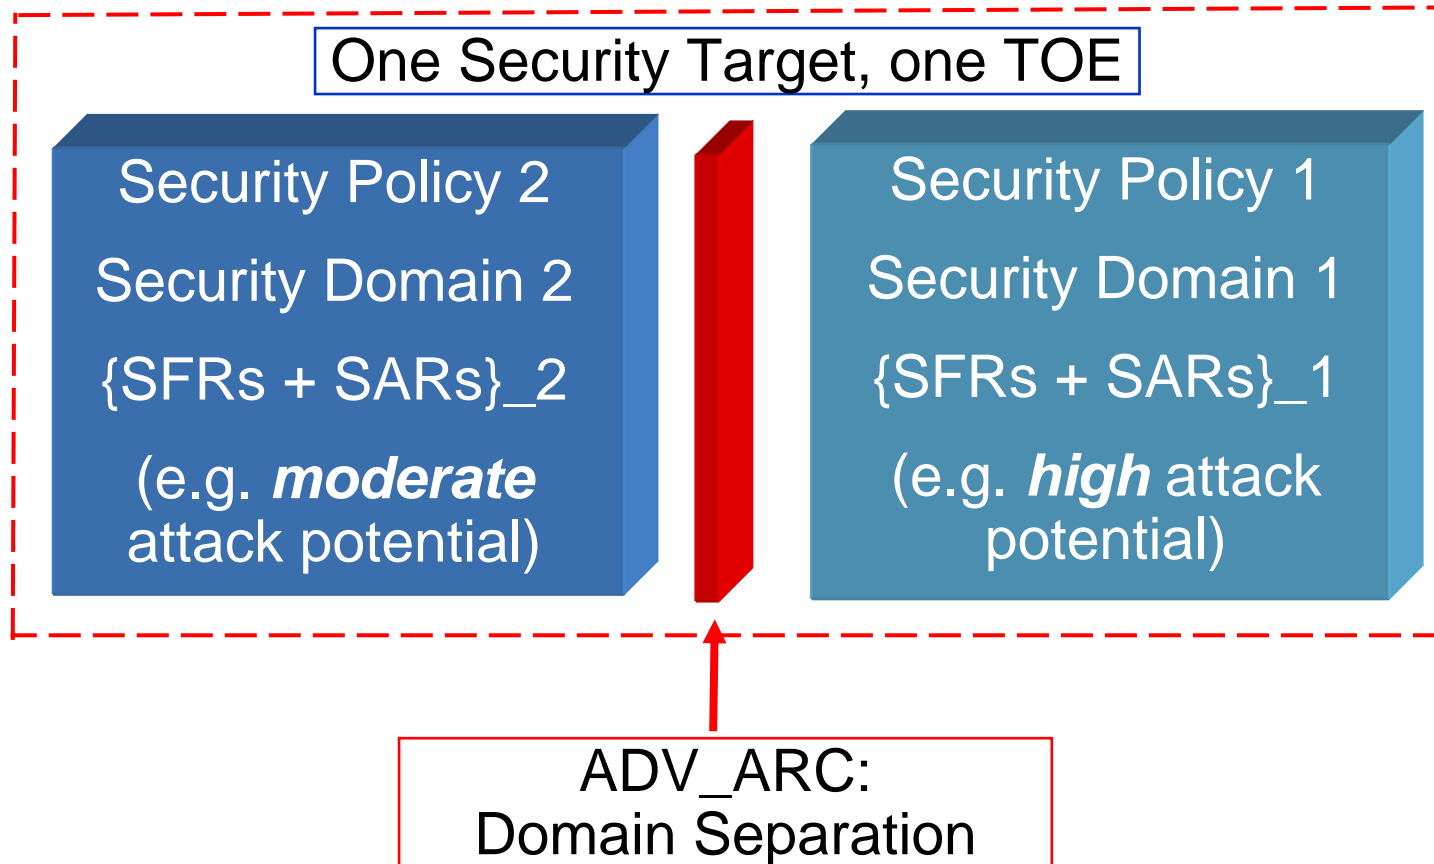 One Security Target, one TOE
Security Policy 2
Security Domain 2
{SFRs + SARs}_2
(e.g. moderate
attack potential)
Security Policy 1
Security Domain 1
{SFRs + SARs}_1
(e.g. high attack
potential)
ADV_ARC:
Domain Separation